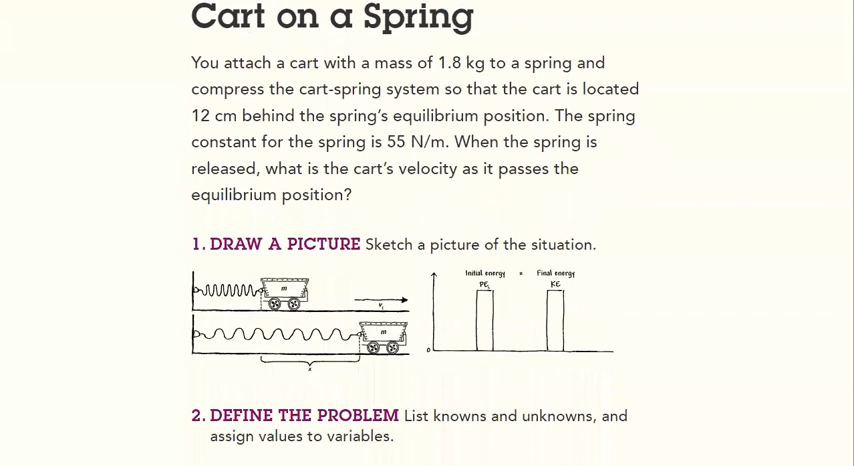 Cart on a Spring
You attach a cart with a mass of 1.8 kg to a spring and
compress the cart-spring system so that the cart is located
12 cm behind the spring's equilibrium position. The spring
constant for the spring is 55 N/m. When the spring is
released, what is the cart's velocity as it passes the
equilibrium position?
1. DRAW A PICTURE Sketch a picture of the situation.
Initial energy = Final energy
PEs KE
m
vf
m
0
x
2. DEFINE THE PROBLEM List knowns and unknowns, and
assign values to variables.